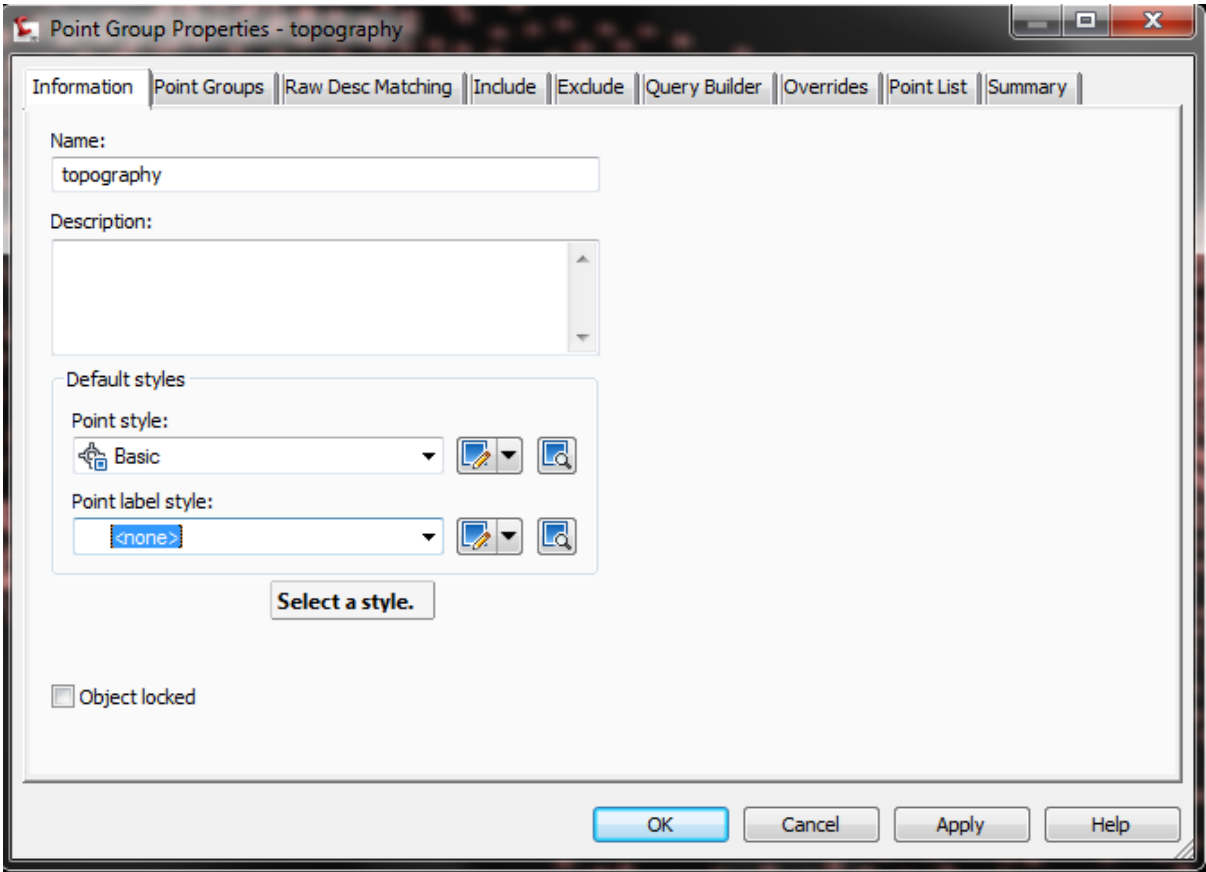 Point Group Properties - topography
Information Point Groups Raw Desc Matching Include Exclude Query Builder Overrides Point List Summary
Name:
topography
Description:
Default styles
Point style:
Basic
Point label style:
<none>
Select a style.
Object locked
OK Cancel Apply Help